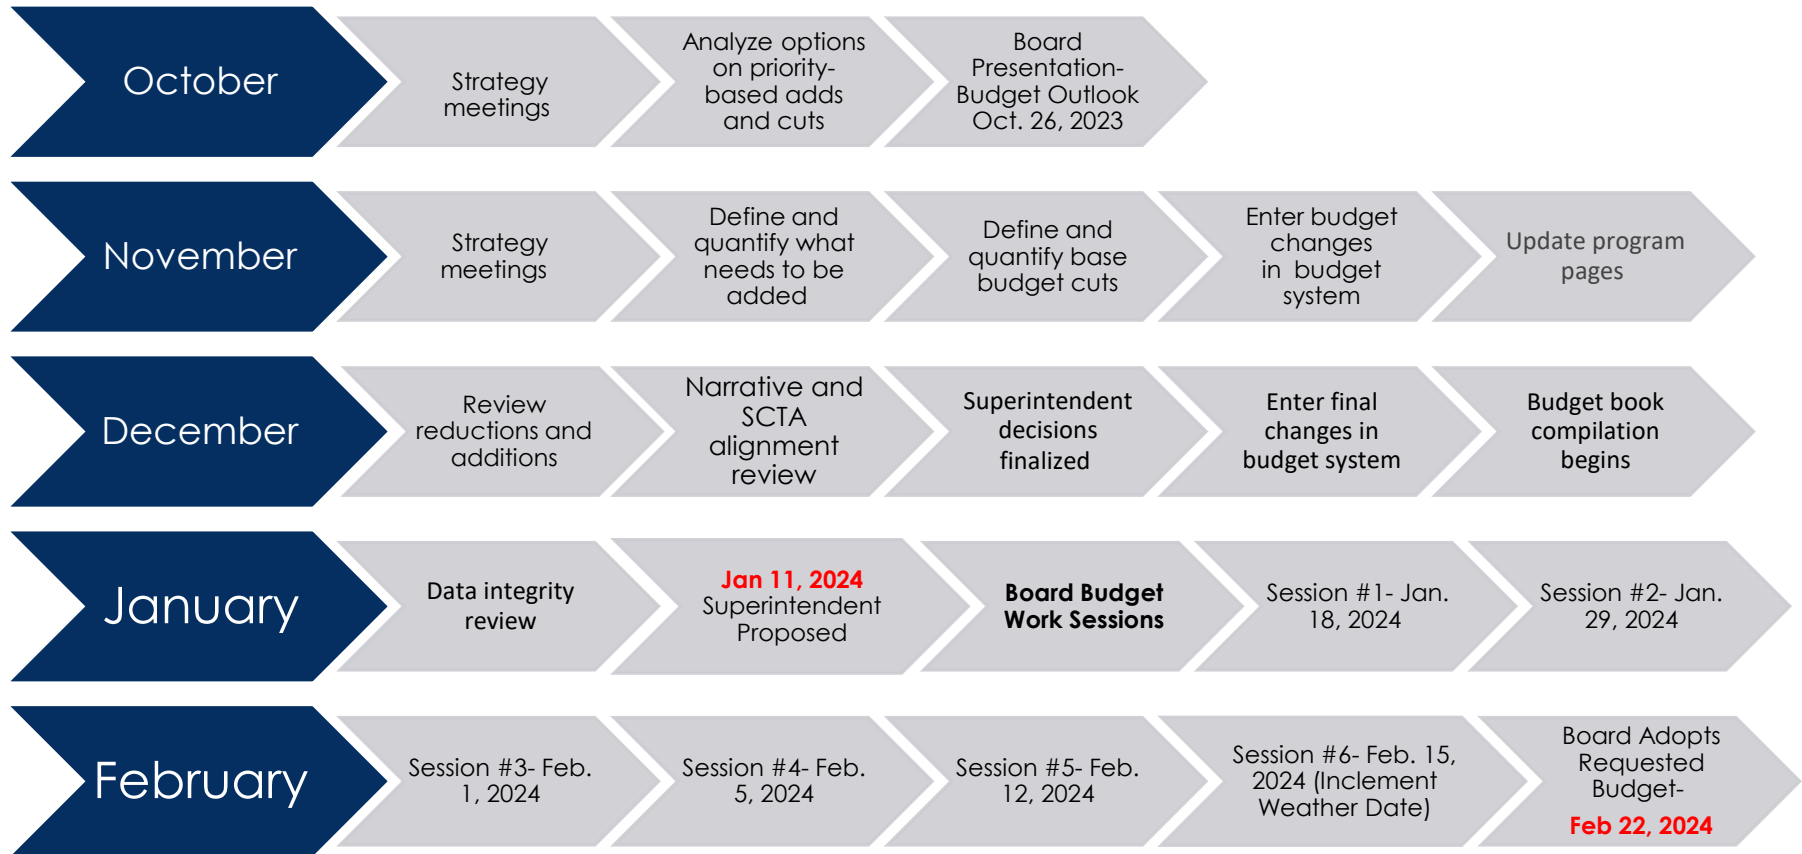 October
Strategy
meetings
Analyze options
on priority-
based adds
and cuts
Board
Presentation-
Budget Outlook
Oct. 26, 2023
November
Strategy
meetings
Define and
quantify what
needs to be
added
Define and
quantify base
budget cuts
Enter budget
changes
in budget
system
Update program
pages
December
Review
reductions and
additions
Narrative and
SCTA
alignment
review
Superintendent
decisions
finalized
Enter final
changes in
budget system
Budget book
compilation
begins
January
Data integrity
review
Jan 11, 2024
Superintendent
Proposed
Board Budget
Work Sessions
Session #1- Jan.
18, 2024
Session #2- Jan.
29, 2024
February
Session #3- Feb.
1, 2024
Session #4- Feb.
5, 2024
Session #5- Feb.
12, 2024
Session #6- Feb. 15,
2024 (Inclement
Weather Date)
Board Adopts
Requested
Budget-
Feb 22, 2024